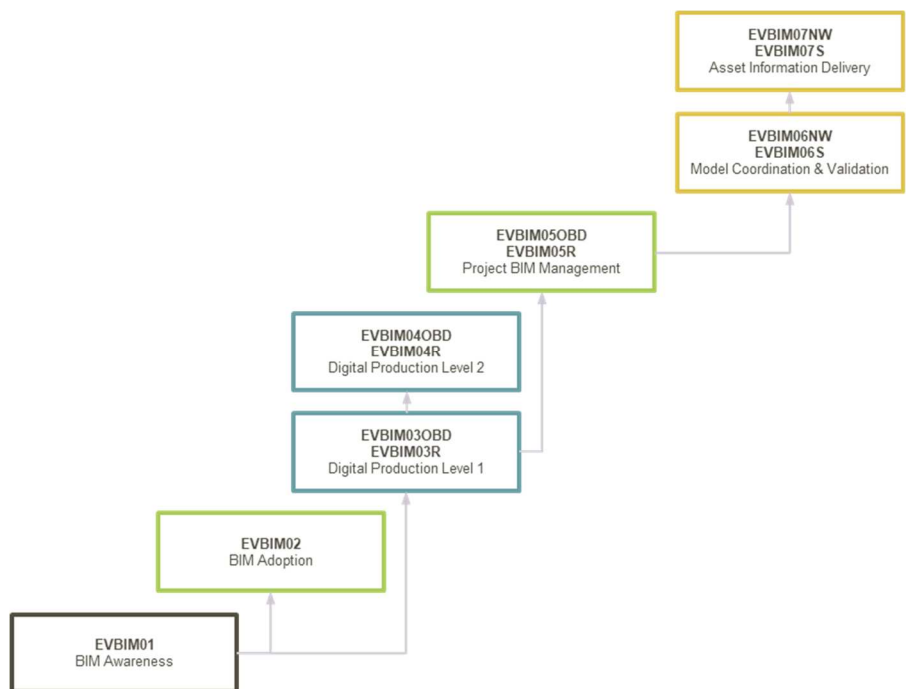 EVBIM07NW
EVBIM07S
Asset Information Delivery
EVBIM06NW
EVBIM06S
Model Coordination & Validation
EVBIM05OBD
EVBIM05R
Project BIM Management
EVBIM04OBD
EVBIM04R
Digital Production Level 2
EVBIM03OBD
EVBIM03R
Digital Production Level 1
EVBIM02
BIM Adoption
EVBIM01
BIM Awareness